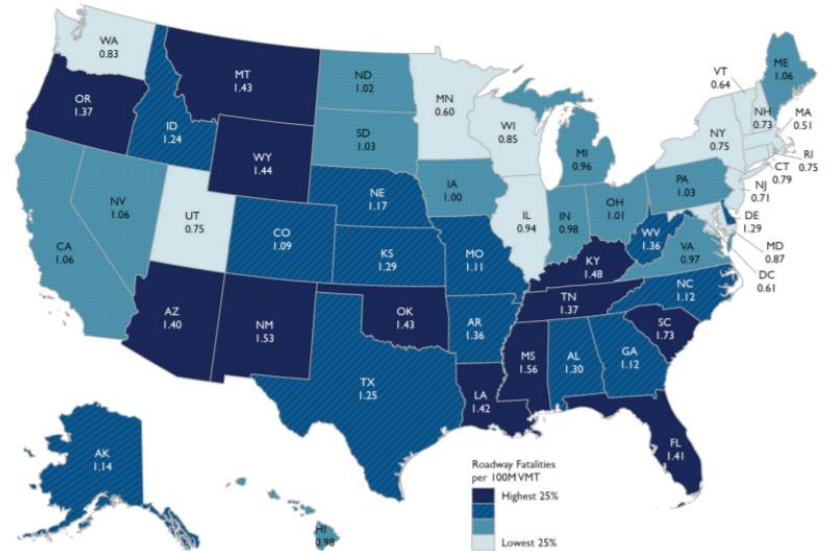 WA
0.83
OR
1.37
MT
1.43
ID
1.24
WY
1.44
ND
1.02
SD
1.03
MN
0.60
WI
0.85
MI
0.96
ME
1.06
VT
0.64
NH
0.73
MA
0.51
NY
0.75
RI
0.75
CT
0.79
NJ
0.71
PA
1.03
DE
1.29
MD
0.87
DC
0.61
NV
1.06
CA
1.06
UT
0.75
CO
1.09
NE
1.17
IA
1.00
IL
0.94
IN
0.98
OH
1.01
WV
1.36
VA
0.97
KS
1.29
MO
1.11
KY
1.48
TN
1.37
NC
1.12
SC
1.73
AZ
1.40
NM
1.53
OK
1.43
AR
1.36
MS
1.56
AL
1.30
GA
1.12
TX
1.25
LA
1.42
FL
1.41
AK
1.14
HI
0.98
Roadway Fatalities
per 100M VMT
Highest 25%
Lowest 25%